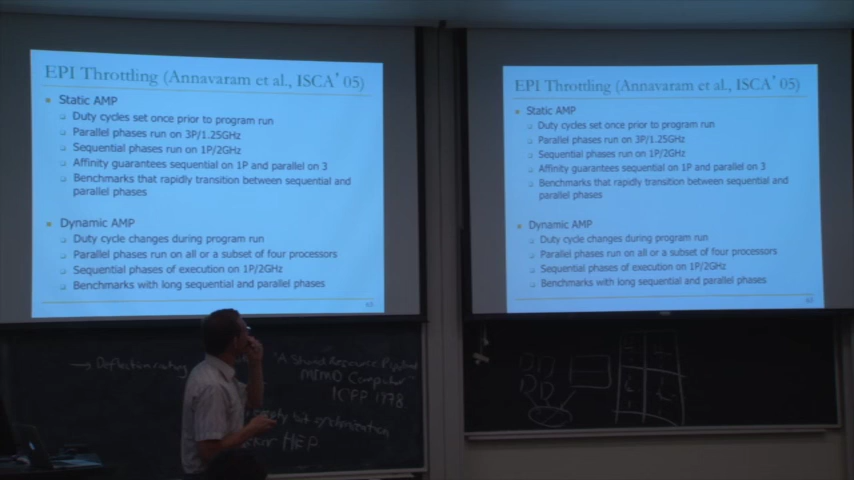 EPI Throttling (Annavaram et al., ISCA' 05)
Static AMP
Duty cycles set once prior to program run
Parallel phases run on 3P/1.25GHz
Sequential phases run on 1P/2GHz
Affinity guarantees sequential on 1P and parallel on 3
Benchmarks that rapidly transition between sequential and
parallel phases
Dynamic AMP
Duty cycle changes during program run
Parallel phases run on all or a subset of four processors
Sequential phases of execution on 1P/2GHz
Benchmarks with long sequential and parallel phases
EPI Throttling (Annavaram et al., ISCA' 05)
Static AMP
Duty cycles set once prior to program run
Parallel phases run on 3P/1.25GHz
Sequential phases run on 1P/2GHz
Affinity guarantees sequential on 1P and parallel on 3
Benchmarks that rapidly transition between sequential and
parallel phases
Dynamic AMP
Duty cycle changes during program run
Parallel phases run on all or a subset of four processors
Sequential phases of execution on 1P/2GHz
Benchmarks with long sequential and parallel phases
→ Deflection routing
"A Shared Resource
MIMD Computer"
ICPP 1978
bit synchronization
HEP